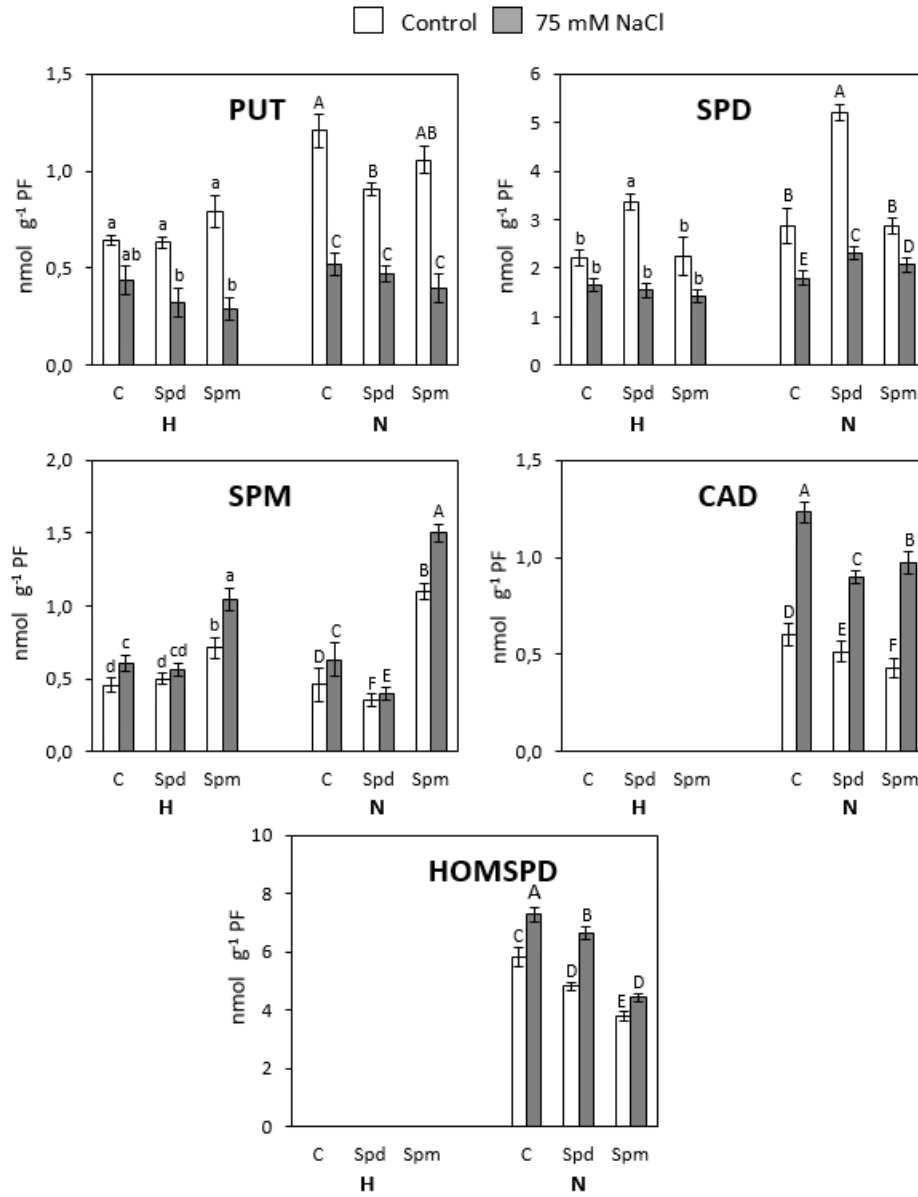 Control 75 mM NaCl
PUT
nmol g⁻¹ PF
1,5
1,0
0,5
0,0
a ab a b a b A C B C AB C
C Spd Spm C Spd Spm
H N
SPD
nmol g⁻¹ PF
6
5
4
3
2
1
0
b b a b b b B E A C B D
C Spd Spm C Spd Spm
H N
SPM
nmol g⁻¹ PF
2,0
1,5
1,0
0,5
0,0
d c d cd b a D C F E B A
C Spd Spm C Spd Spm
H N
CAD
nmol g⁻¹ PF
1,5
1,0
0,5
0,0
D A E C F B
C Spd Spm C Spd Spm
H N
HOMSPD
nmol g⁻¹ PF
10
8
6
4
2
0
C A D B E D
C Spd Spm C Spd Spm
H N